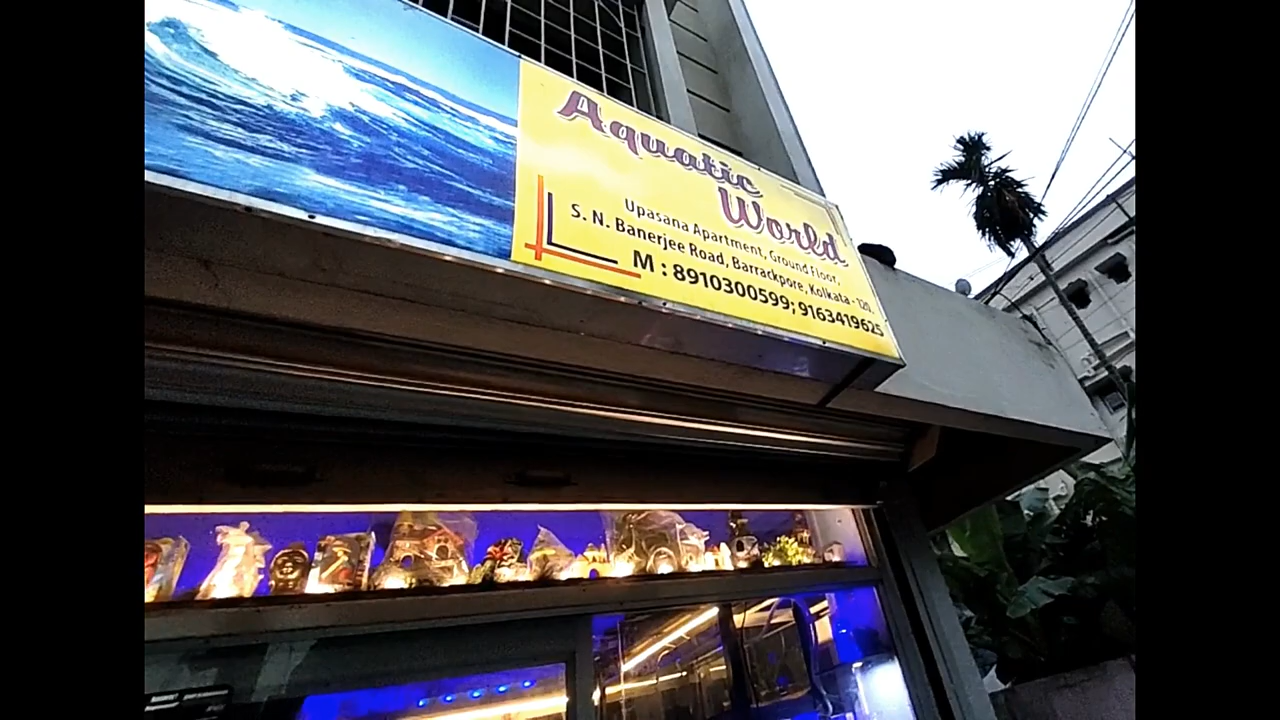 Aquatic
World
Upasana Apartment, Ground Floor,
S. N. Banerjee Road, Barrackpore, Kolkata - 120.
M : 8910300599; 9163419625